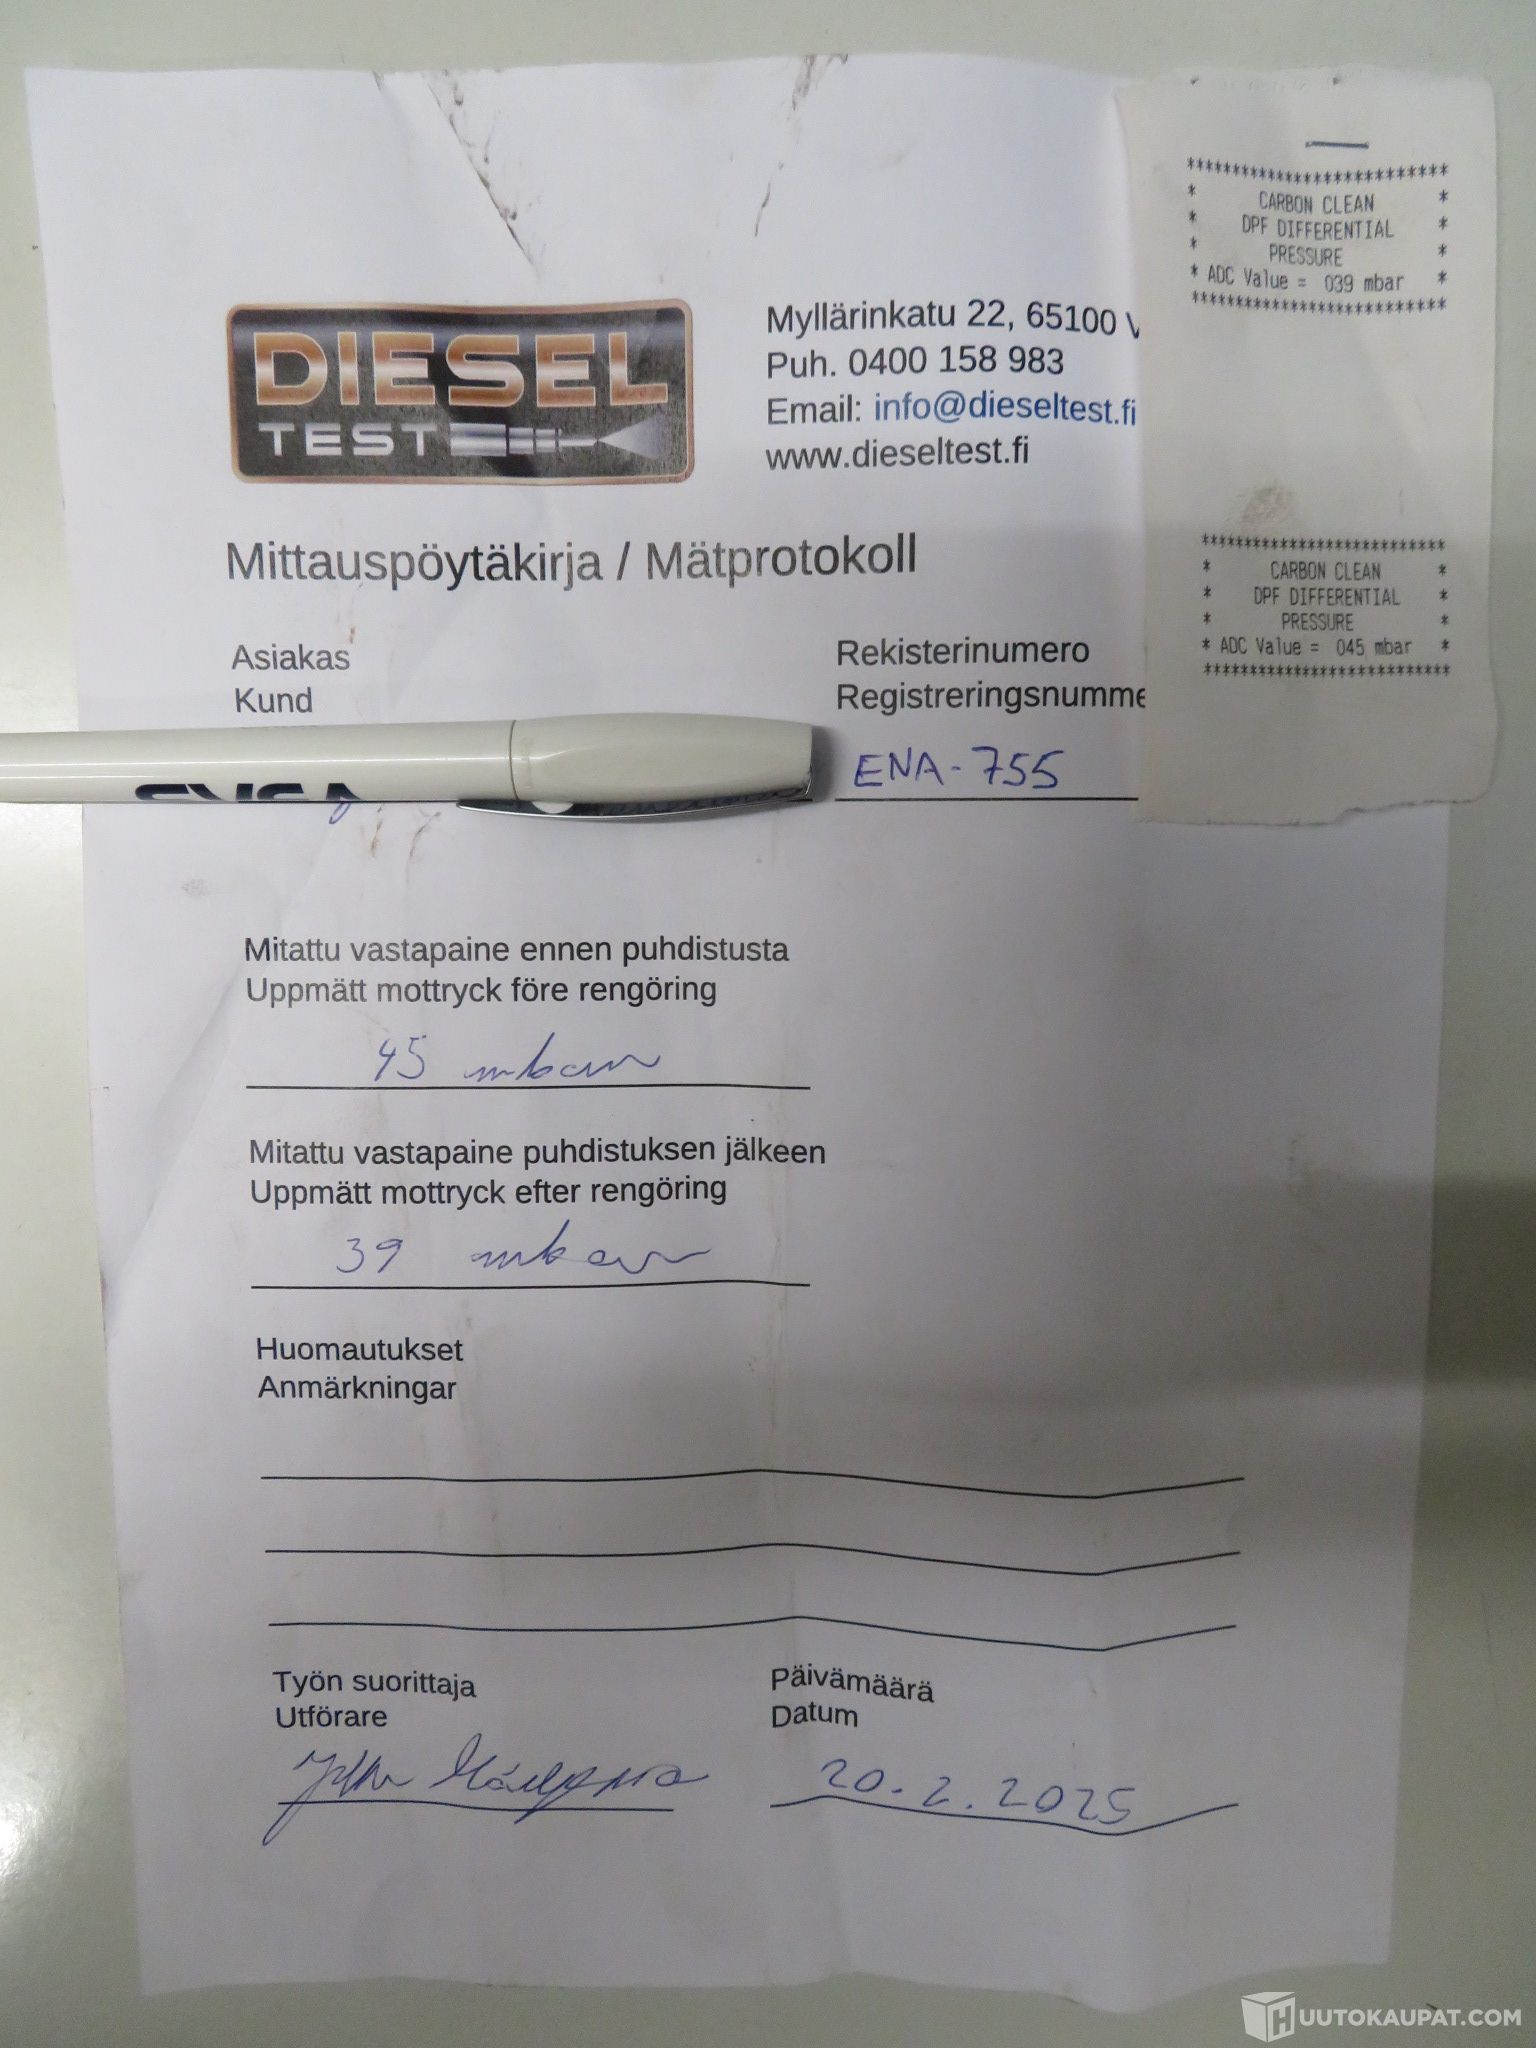 DIESEL
TEST
Myllärinkatu 22, 65100 V
Puh. 0400 158 983
Email: info@dieseltest.fi
www.dieseltest.fi
***************************
* CARBON CLEAN *
* DPF DIFFERENTIAL *
* PRESSURE *
* ADC Value = 039 mbar *
***************************
***************************
* CARBON CLEAN *
* DPF DIFFERENTIAL *
* PRESSURE *
* ADC Value = 045 mbar *
***************************
Mittauspöytäkirja / Mätprotokoll
Asiakas
Kund
Rekisterinumero
Registreringsnumme
ENA-755
Mitattu vastapaine ennen puhdistusta
Uppmätt mottryck före rengöring
45 mbar
Mitattu vastapaine puhdistuksen jälkeen
Uppmätt mottryck efter rengöring
39 mbar
Huomautukset
Anmärkningar
Työn suorittaja
Utförare
Päivämäärä
Datum
20.2.2025
HUUTOKAUPAT.COM